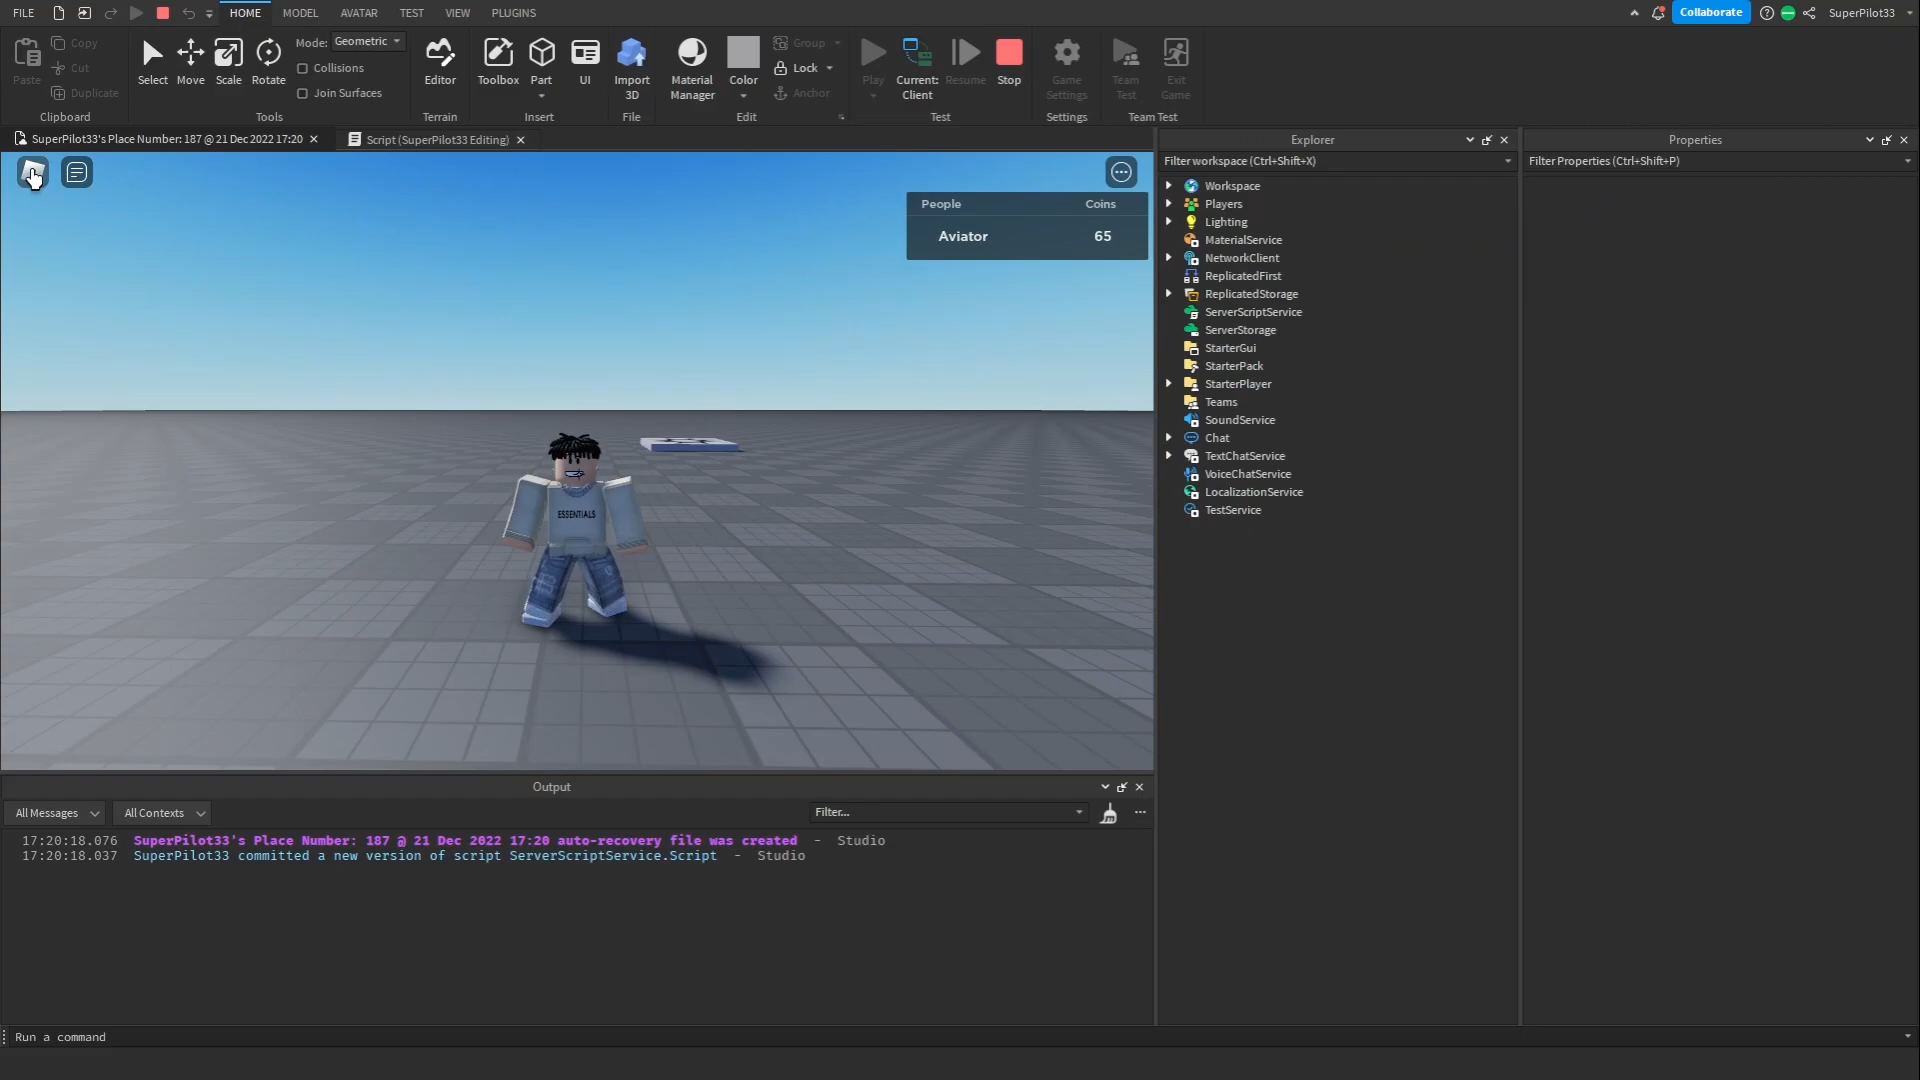 FILE HOME MODEL AVATAR TEST VIEW PLUGINS Collaborate SuperPilot33
Paste Copy Cut Duplicate
Clipboard
Select Move Scale Rotate
Mode: Geometric
Collisions
Join Surfaces
Tools
Editor
Terrain
Toolbox Part UI
Insert
Import 3D
File
Material Manager Color
Group
Lock
Anchor
Edit
Play Current: Client Resume Stop
Test
Game Settings
Settings
Team Test Exit Game
Team Test
SuperPilot33's Place Number: 187 @ 21 Dec 2022 17:20
Script (SuperPilot33 Editing)
People Coins
Aviator 65
ESSENTIALS
Explorer
Filter workspace (Ctrl+Shift+X)
Workspace
Players
Lighting
MaterialService
NetworkClient
ReplicatedFirst
ReplicatedStorage
ServerScriptService
ServerStorage
StarterGui
StarterPack
StarterPlayer
Teams
SoundService
Chat
TextChatService
VoiceChatService
LocalizationService
TestService
Properties
Filter Properties (Ctrl+Shift+P)
Output
All Messages All Contexts Filter...
17:20:18.076 SuperPilot33's Place Number: 187 @ 21 Dec 2022 17:20 auto-recovery file was created - Studio
17:20:18.037 SuperPilot33 committed a new version of script ServerScriptService.Script - Studio
Run a command